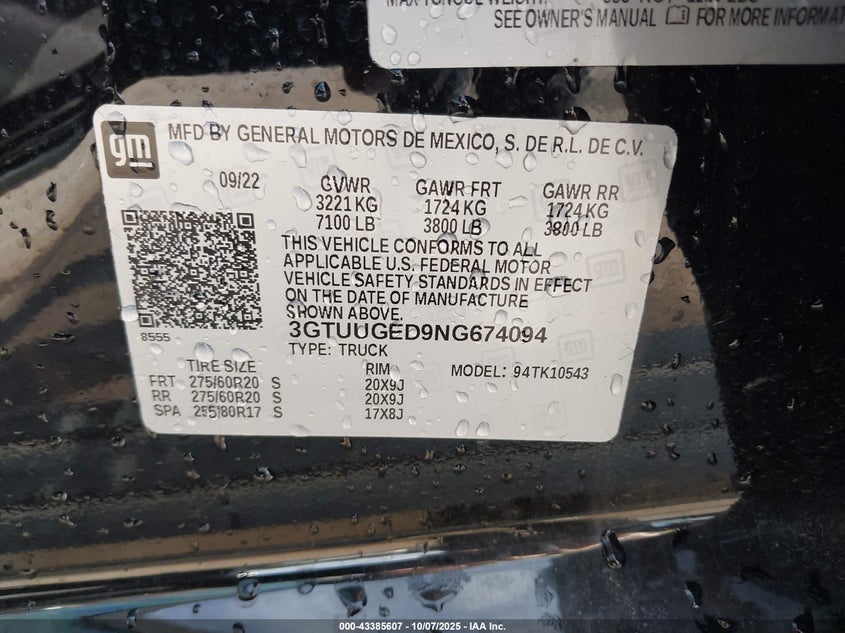 SEE OWNER'S MANUAL FOR MORE INFORMAT
gm
MFD BY GENERAL MOTORS DE MEXICO, S. DE R.L. DE C.V.
09/22 GVWR GAWR FRT GAWR RR
3221 KG 1724 KG 1724 KG
7100 LB 3800 LB 3800 LB
THIS VEHICLE CONFORMS TO ALL
APPLICABLE U.S. FEDERAL MOTOR
VEHICLE SAFETY STANDARDS IN EFFECT
ON THE DATE OF MANUFACTURE
SHOWN ABOVE.
8555 3GTUUGED9NG674094
TYPE: TRUCK
TIRE SIZE RIM MODEL: 94TK10543
FRT 275/60R20 S 20X9J
RR 275/60R20 S 20X9J
SPA 255/80R17 S 17X8J
000-43385607 - 10/07/2025 - IAA Inc.